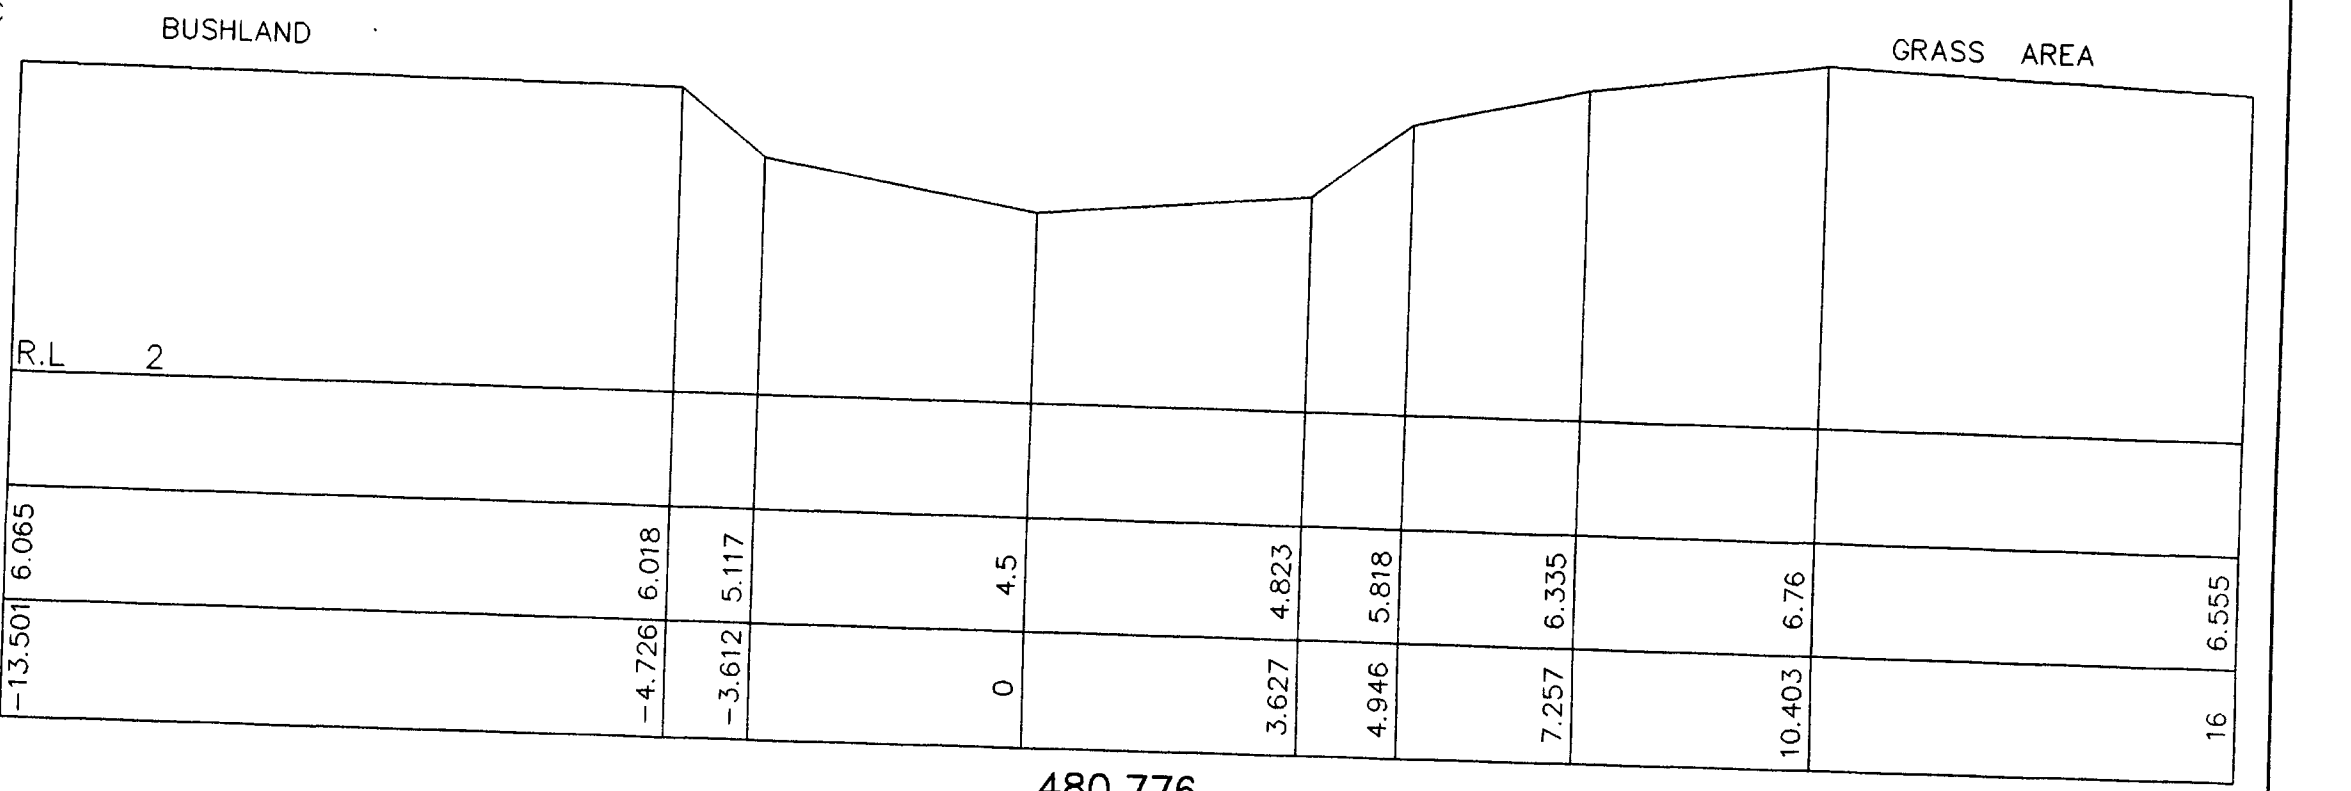 BUSHLAND
GRASS AREA
R.L 2
6.065 6.018 5.117 4.5 4.823 5.818 6.335 6.76 6.555
-13.501 -4.726 -3.612 0 3.627 4.946 7.257 10.403 16
480.776